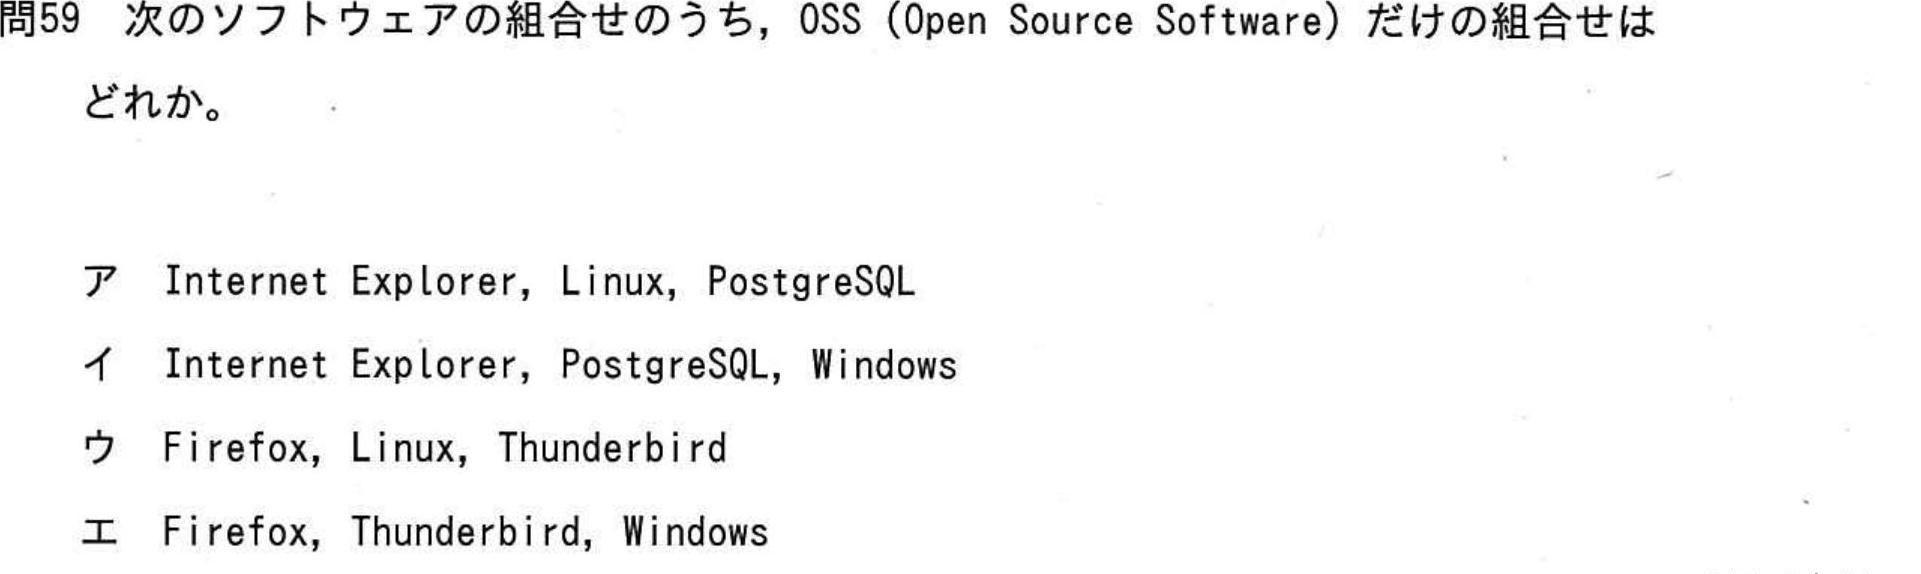 問59　次のソフトウェアの組合せのうち，OSS (Open Source Software) だけの組合せは
どれか。
ア　Internet Explorer, Linux, PostgreSQL
イ　Internet Explorer, PostgreSQL, Windows
ウ　Firefox, Linux, Thunderbird
エ　Firefox, Thunderbird, Windows